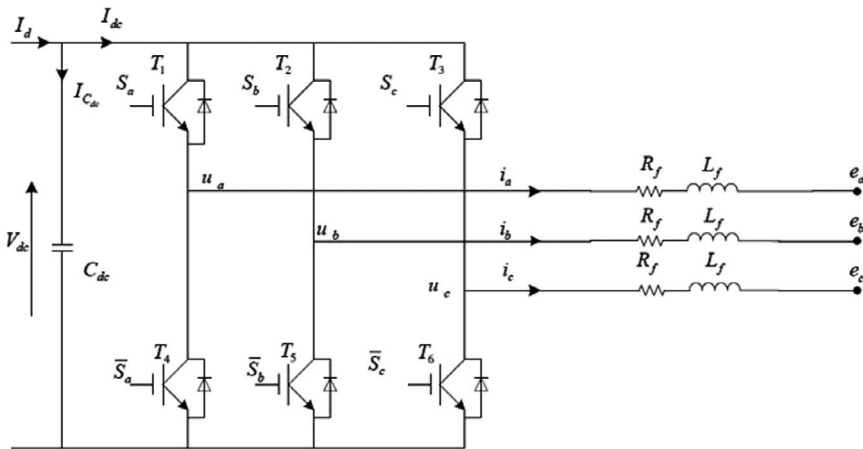 I_d I_dc
T_1 T_2 T_3
S_a S_b S_c
I_C_dc
R_f L_f
u_a i_a e_a
R_f L_f
V_dc u_b i_b e_b
C_dc R_f L_f
u_c i_c e_c
S̅_a T_4 S̅_b T_5 S̅_c T_6